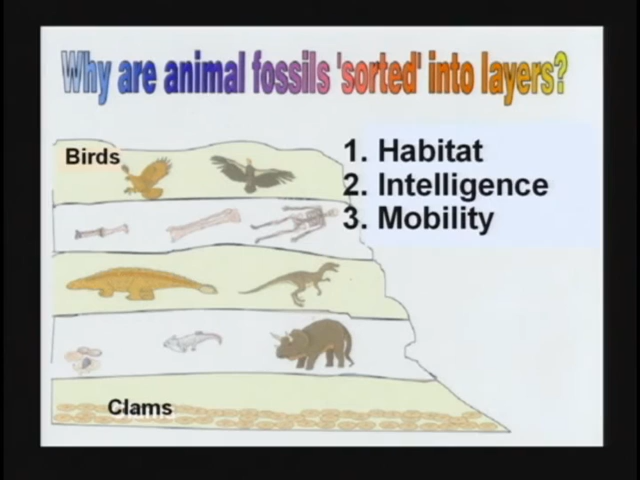 Why are animal fossils 'sorted' into layers?
Birds
1. Habitat
2. Intelligence
3. Mobility
Clams